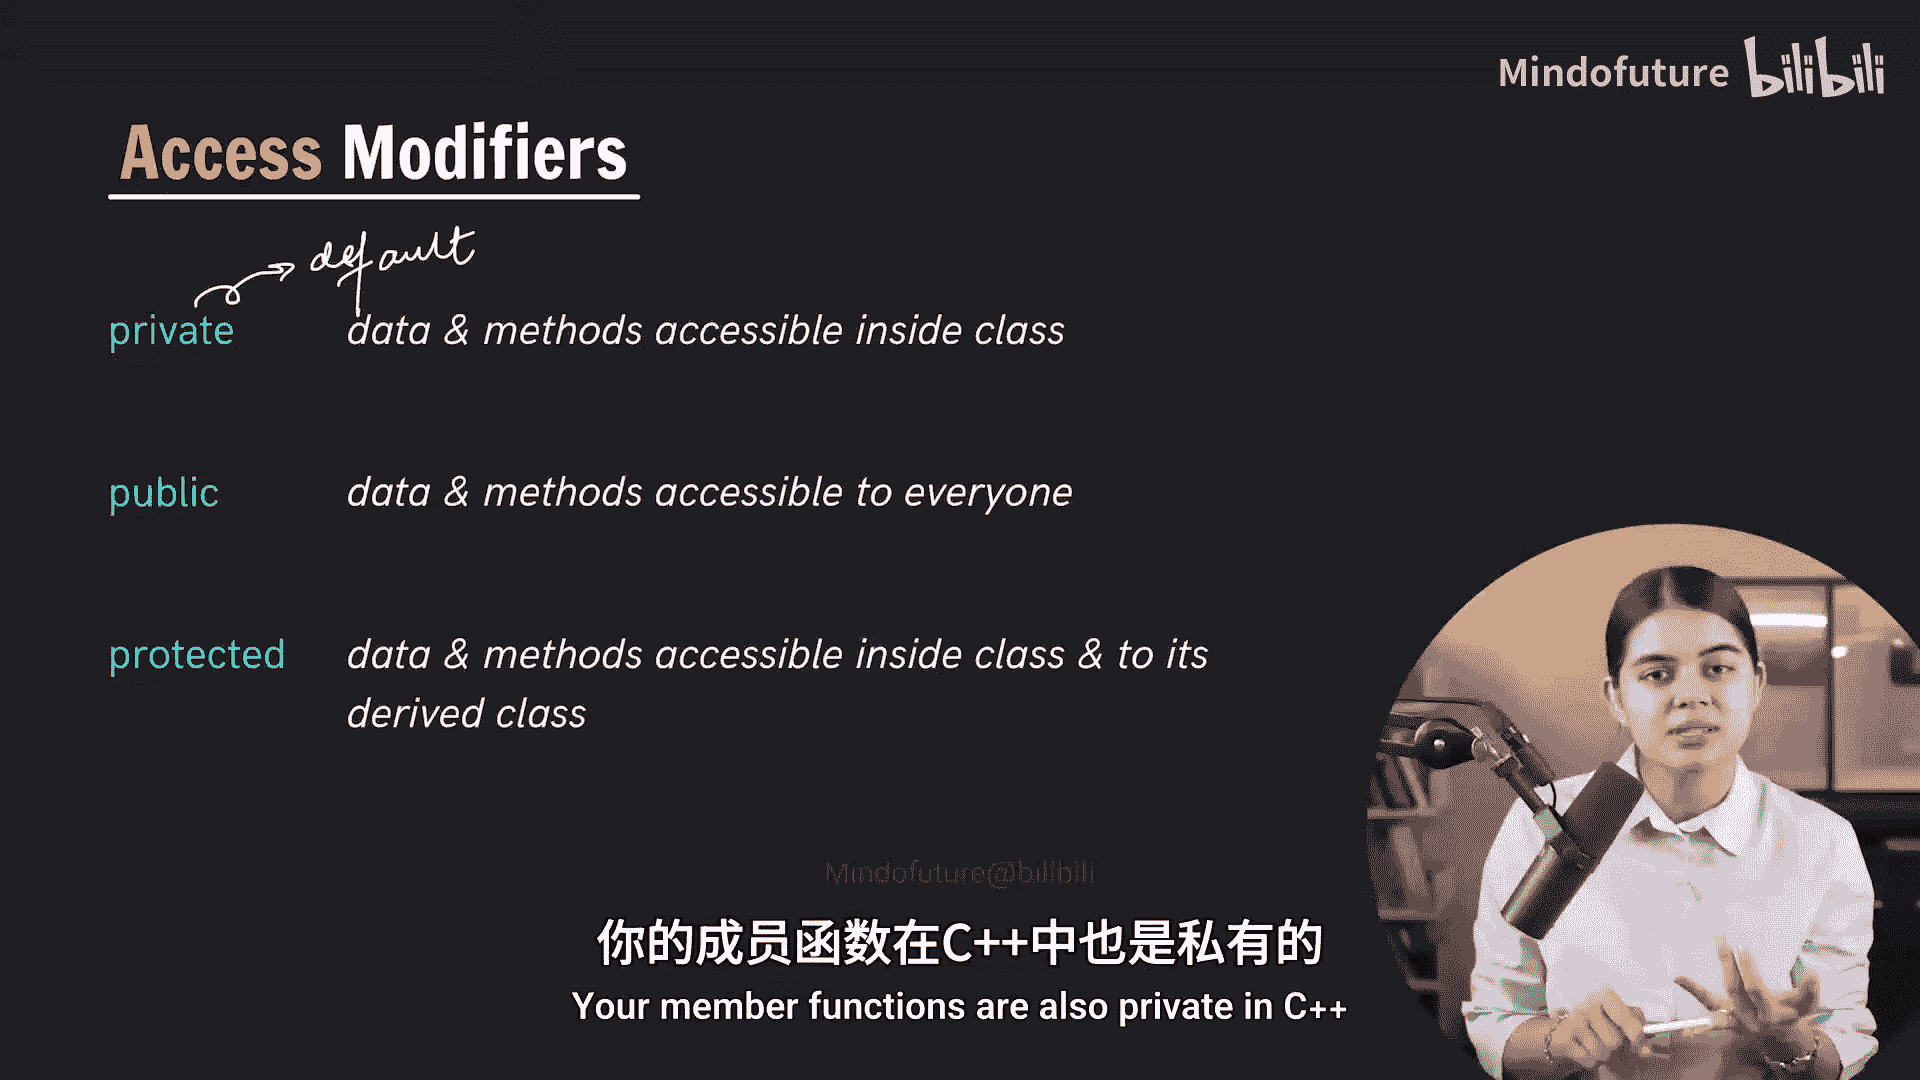 Mindofuture bilibili
Access Modifiers
default
private data & methods accessible inside class
public data & methods accessible to everyone
protected data & methods accessible inside class & to its
derived class
Mindofuture@bilibili
你的成员函数在C++中也是私有的
Your member functions are also private in C++